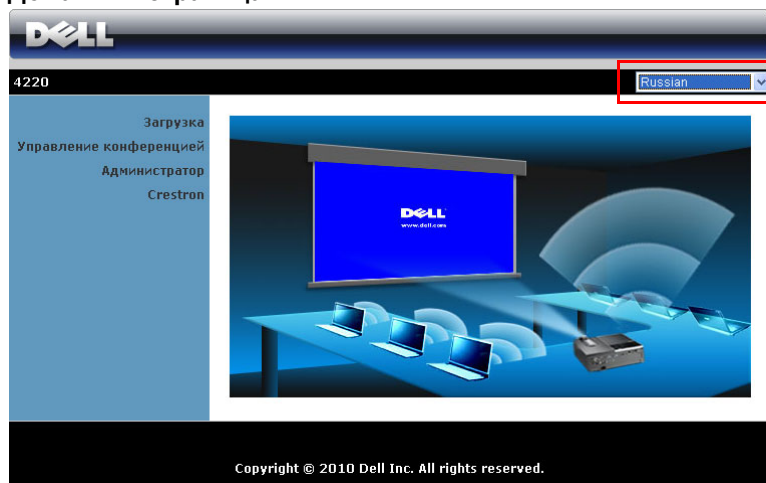 DELL
4220
Russian
Загрузка
Управление конференцией
Администратор
Crestron
DELL
www.dell.com
Copyright © 2010 Dell Inc. All rights reserved.